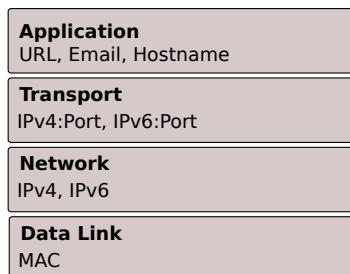 Application
URL, Email, Hostname
Transport
IPv4:Port, IPv6:Port
Network
IPv4, IPv6
Data Link
MAC